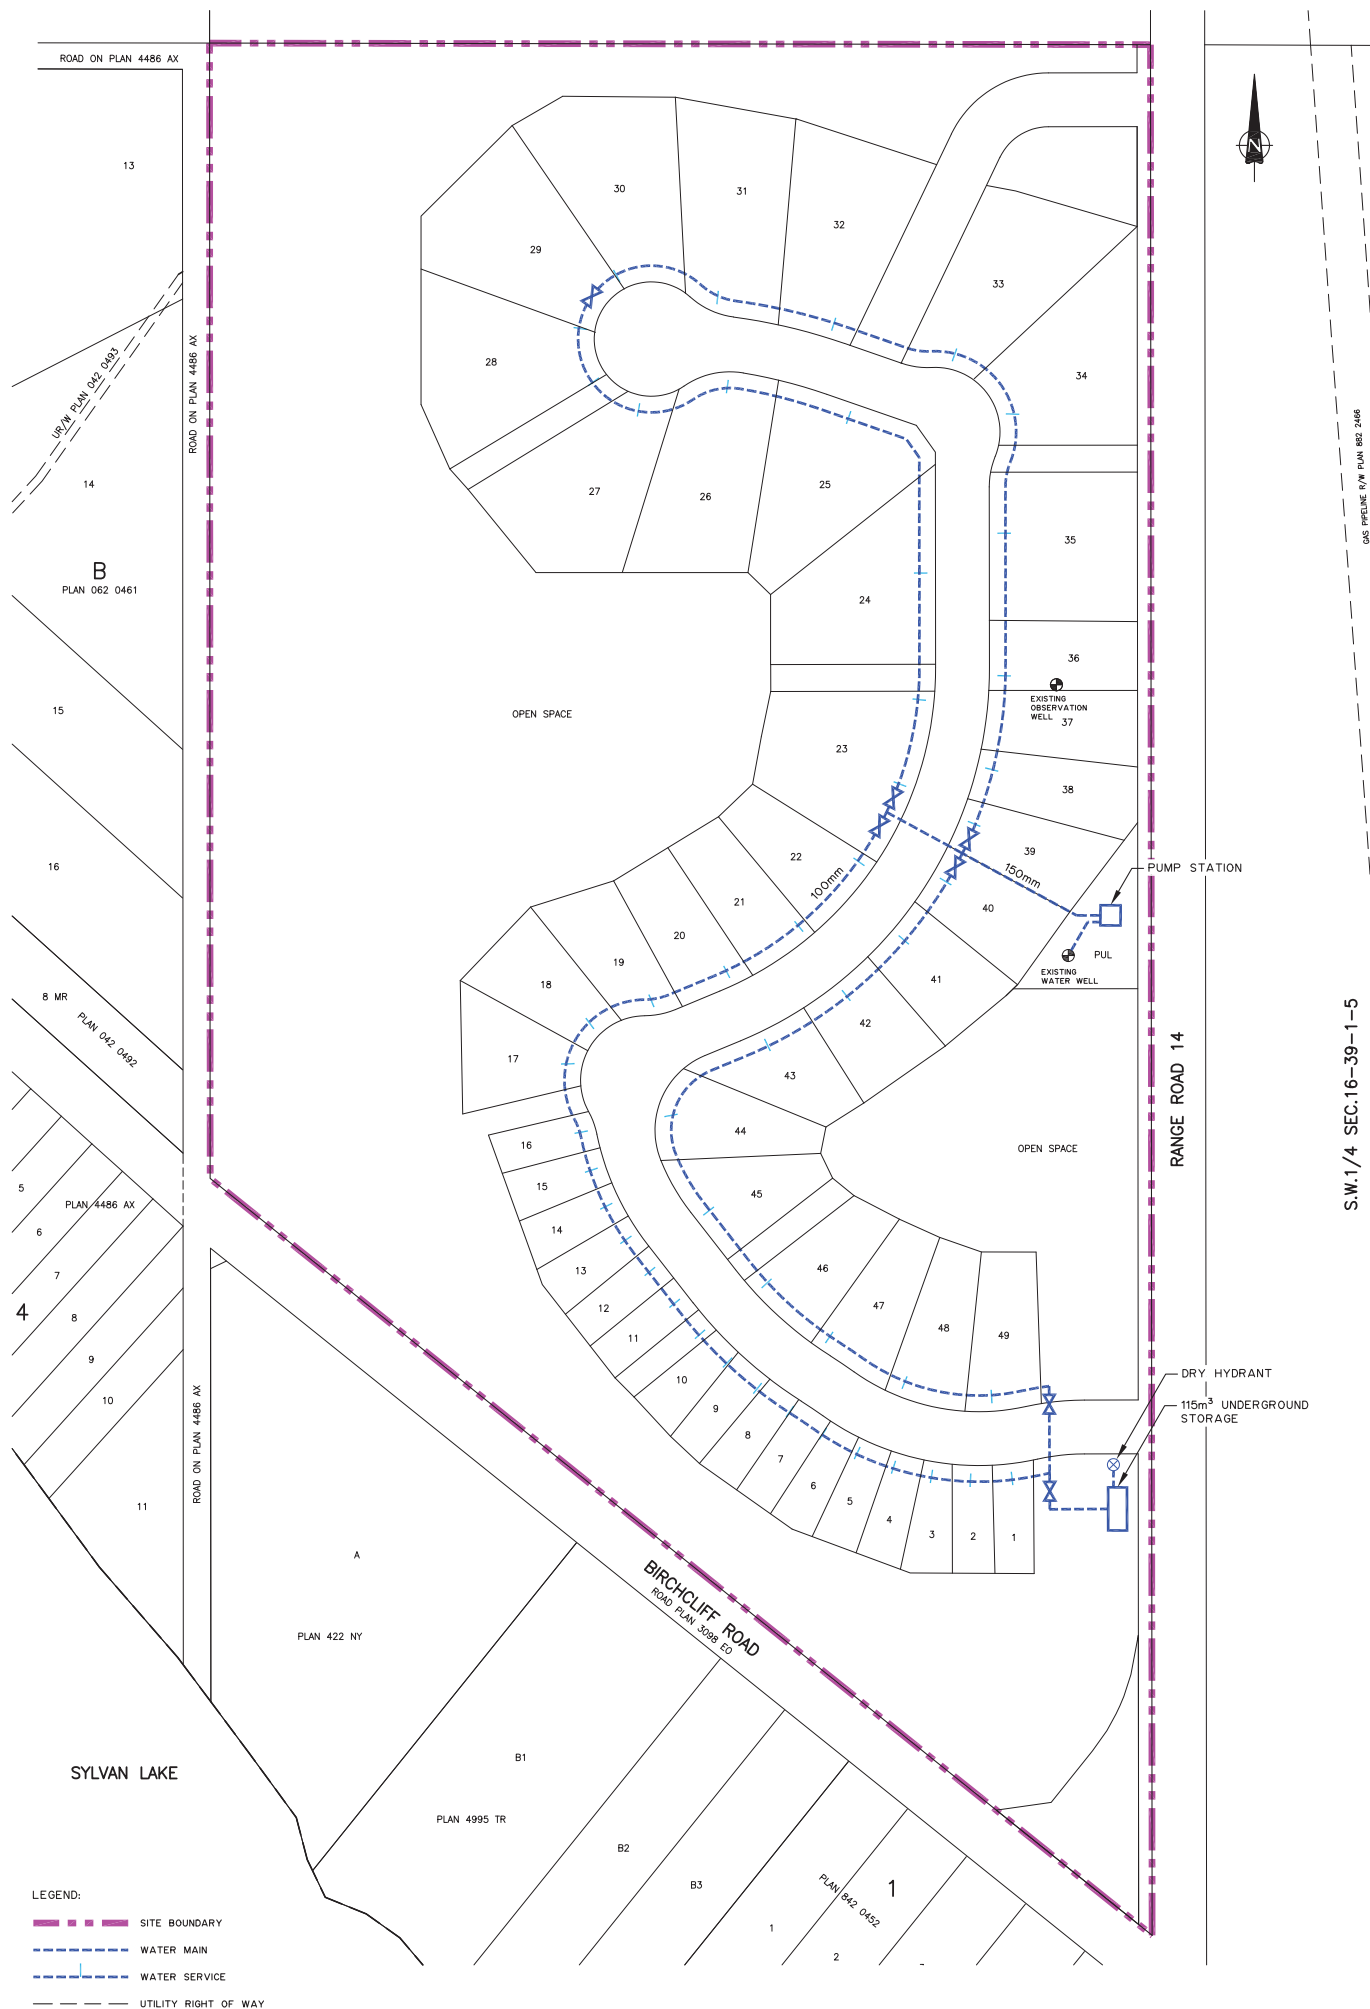 ROAD ON PLAN 4486 AX
N
13
30
31
32
29
33
28
34
UR/W PLAN 042 0493
ROAD ON PLAN 4486 AX
GAS PIPELINE R/W PLAN 882 2466
14
27
26
25
35
B
PLAN 062 0461
24
36
EXISTING
OBSERVATION
WELL
37
15
OPEN SPACE
23
38
16
22
39
100mm
150mm
PUMP STATION
21
40
20
19
18
41
PUL
EXISTING
WATER WELL
8 MR
PLAN 042 0492
42
17
43
RANGE ROAD 14
S.W.1/4 SEC.16-39-1-5
44
16
OPEN SPACE
15
45
5
PLAN 4486 AX
6
14
13
46
7
12
47
4
8
11
48
49
9
10
DRY HYDRANT
10
9
115m³ UNDERGROUND
STORAGE
ROAD ON PLAN 4486 AX
8
7
6
5
4
3
2
1
11
A
BIRCHCLIFF ROAD
ROAD PLAN 3098 EO
PLAN 422 NY
B1
SYLVAN LAKE
PLAN 4995 TR
B2
B3
PLAN 842 0452
1
1
2
LEGEND:
SITE BOUNDARY
WATER MAIN
WATER SERVICE
UTILITY RIGHT OF WAY